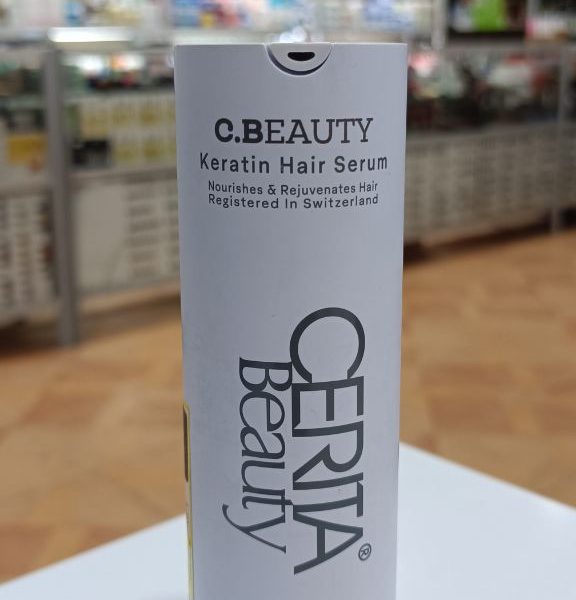 C.BEAUTY
Keratin Hair Serum
Nourishes & Rejuvenates Hair
Registered In Switzerland
CERITA®
Beauty